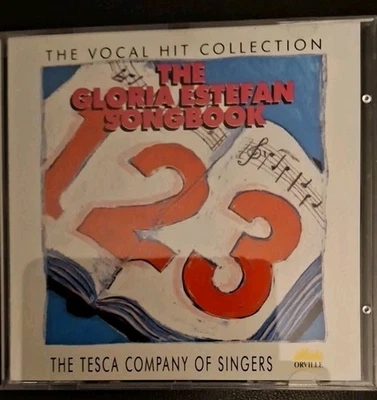 THE VOCAL HIT COLLECTION
THE
GLORIA ESTEFAN
SONGBOOK
123
THE TESCA COMPANY OF SINGERS
ORVILLE